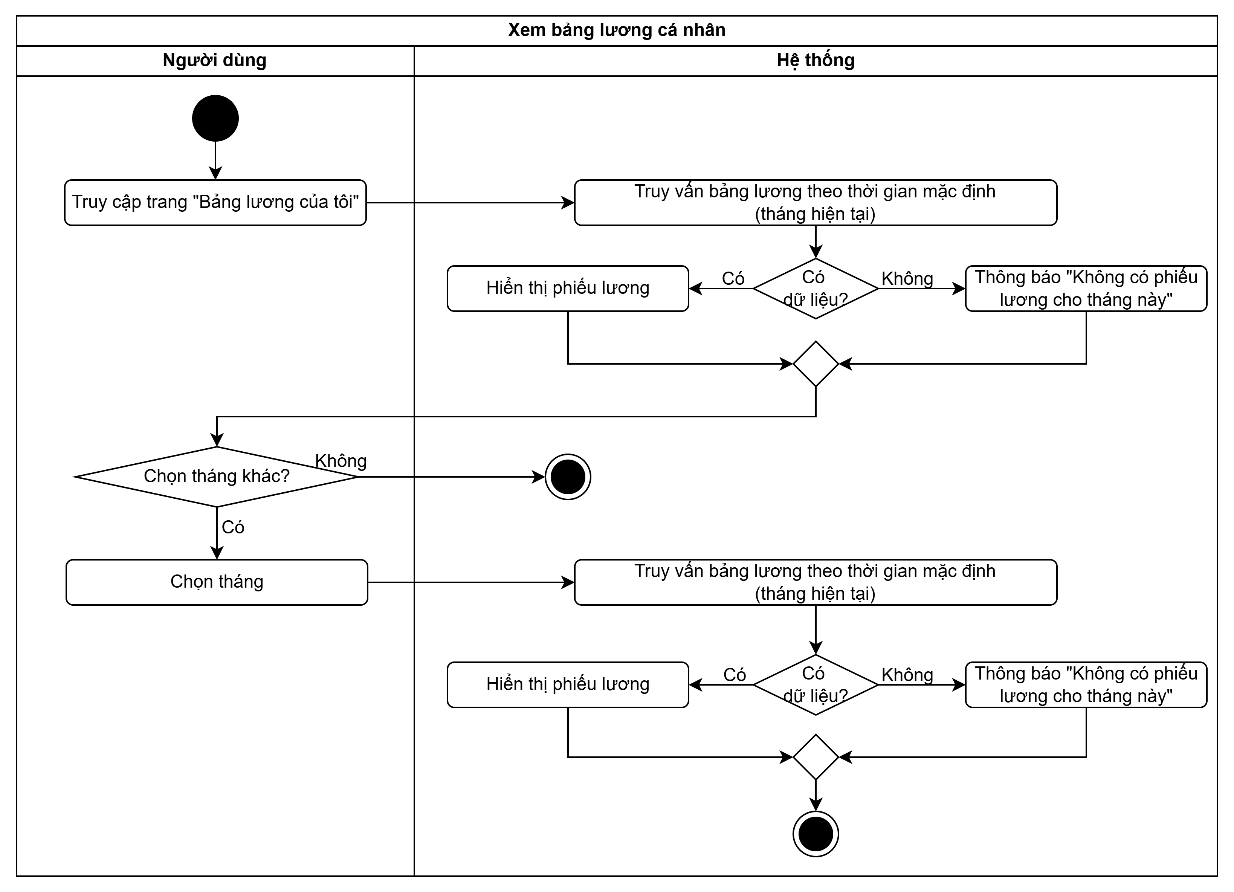 Xem bảng lương cá nhân
Người dùng
Hệ thống
Truy cập trang "Bảng lương của tôi"
Truy vấn bảng lương theo thời gian mặc định
(tháng hiện tại)
Hiển thị phiếu lương
Có
Có
dữ liệu?
Không
Thông báo "Không có phiếu
lương cho tháng này"
Chọn tháng khác?
Không
Có
Chọn tháng
Truy vấn bảng lương theo thời gian mặc định
(tháng hiện tại)
Hiển thị phiếu lương
Có
Có
dữ liệu?
Không
Thông báo "Không có phiếu
lương cho tháng này"